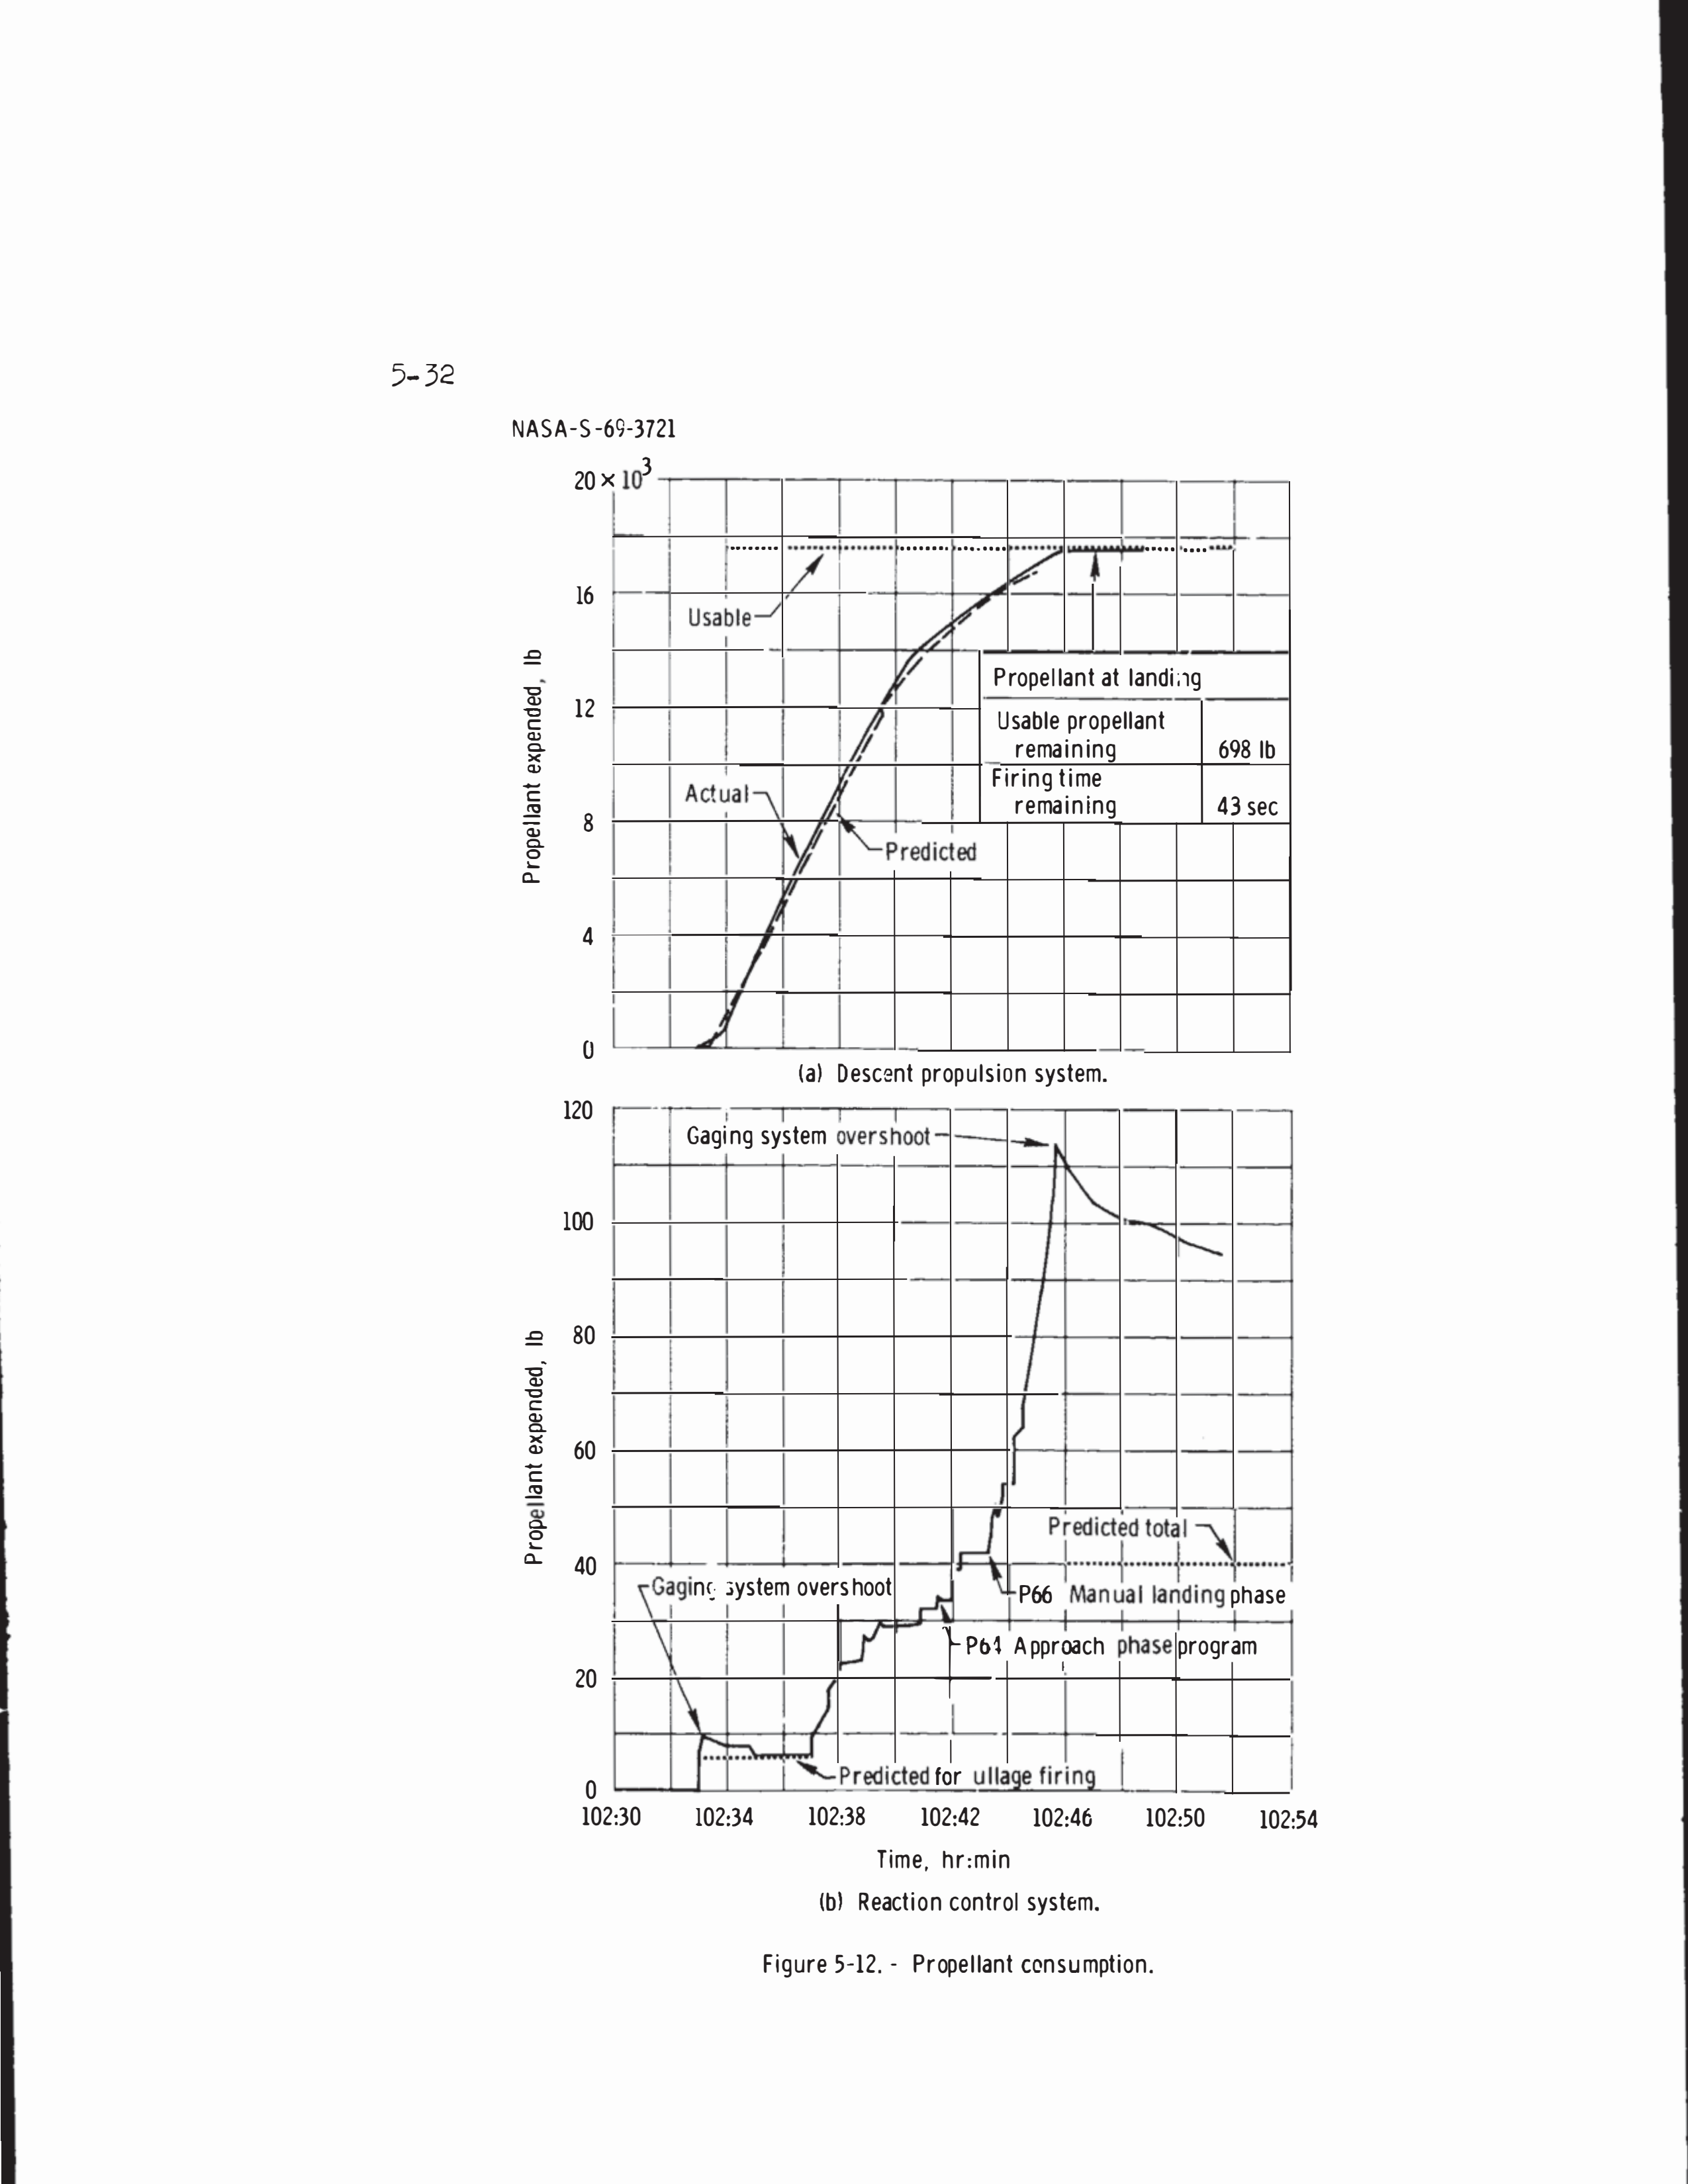 5-32
NASA-S-69-3721
20 × 10³
16
12
8
4
0
Propellant expended, lb
Usable
Actual
Predicted
Propellant at landing
Usable propellant
remaining
698 lb
Firing time
remaining
43 sec
(a) Descent propulsion system.
120
100
80
60
40
20
0
Propellant expended, lb
Gaging system overshoot
Predicted total
Gaging system overshoot
P66 Manual landing phase
P64 Approach phase program
Predicted for ullage firing
102:30
102:34
102:38
102:42
102:46
102:50
102:54
Time, hr:min
(b) Reaction control system.
Figure 5-12. - Propellant consumption.